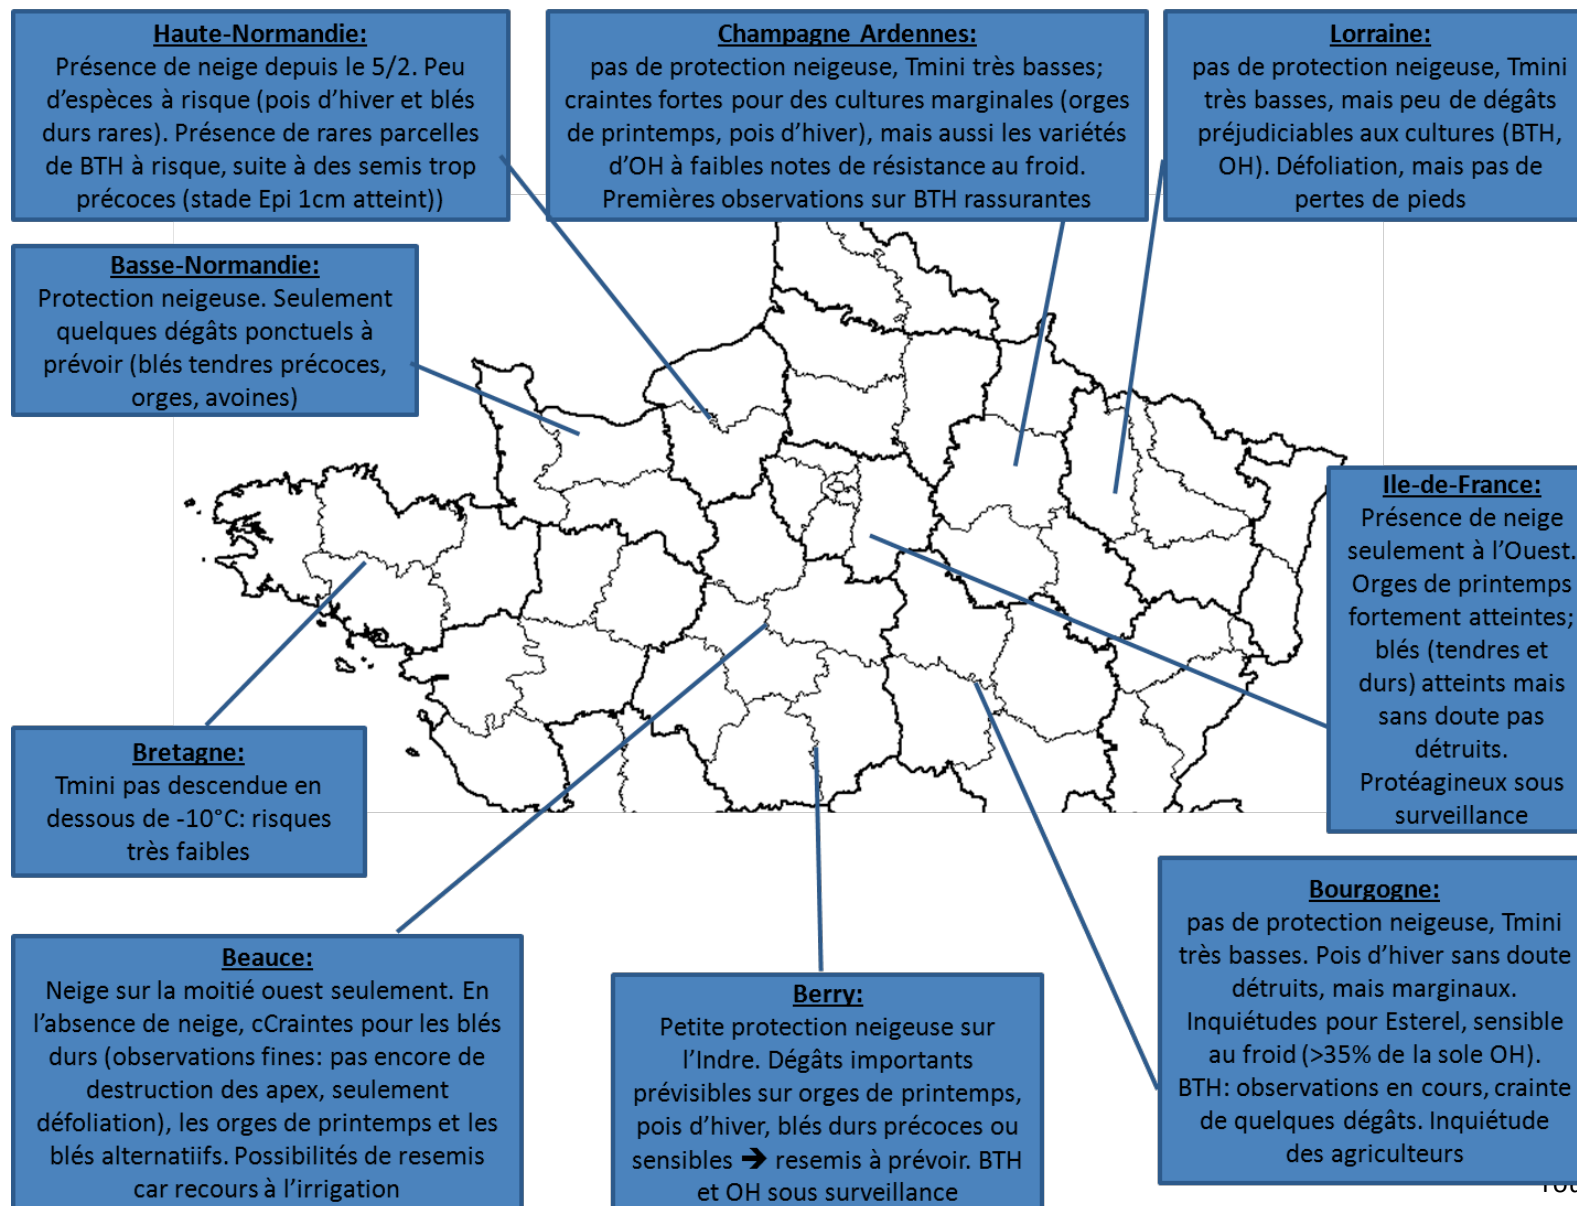 Haute-Normandie:
Présence de neige depuis le 5/2. Peu
d'espèces à risque (pois d'hiver et blés
durs rares). Présence de rares parcelles
de BTH à risque, suite à des semis trop
précoces (stade Epi 1cm atteint))
Champagne Ardennes:
pas de protection neigeuse, Tmini très basses;
craintes fortes pour des cultures marginales (orges
de printemps, pois d'hiver), mais aussi les variétés
d'OH à faibles notes de résistance au froid.
Premières observations sur BTH rassurantes
Lorraine:
pas de protection neigeuse, Tmini
très basses, mais peu de dégâts
préjudiciables aux cultures (BTH,
OH). Défoliation, mais pas de
pertes de pieds
Basse-Normandie:
Protection neigeuse. Seulement
quelques dégâts ponctuels à
prévoir (blés tendres précoces,
orges, avoines)
Ile-de-France:
Présence de neige
seulement à l'Ouest.
Orges de printemps
fortement atteintes;
blés (tendres et
durs) atteints mais
sans doute pas
détruits.
Protéagineux sous
surveillance
Bretagne:
Tmini pas descendue en
dessous de -10°C: risques
très faibles
Beauce:
Neige sur la moitié ouest seulement. En
l'absence de neige, cCraintes pour les blés
durs (observations fines: pas encore de
destruction des apex, seulement
défoliation), les orges de printemps et les
blés alternatiifs. Possibilités de resemis
car recours à l'irrigation
Berry:
Petite protection neigeuse sur
l'Indre. Dégâts importants
prévisibles sur orges de printemps,
pois d'hiver, blés durs précoces ou
sensibles ➔ resemis à prévoir. BTH
et OH sous surveillance
Bourgogne:
pas de protection neigeuse, Tmini
très basses. Pois d'hiver sans doute
détruits, mais marginaux.
Inquiétudes pour Esterel, sensible
au froid (>35% de la sole OH).
BTH: observations en cours, crainte
de quelques dégâts. Inquiétude
des agriculteurs